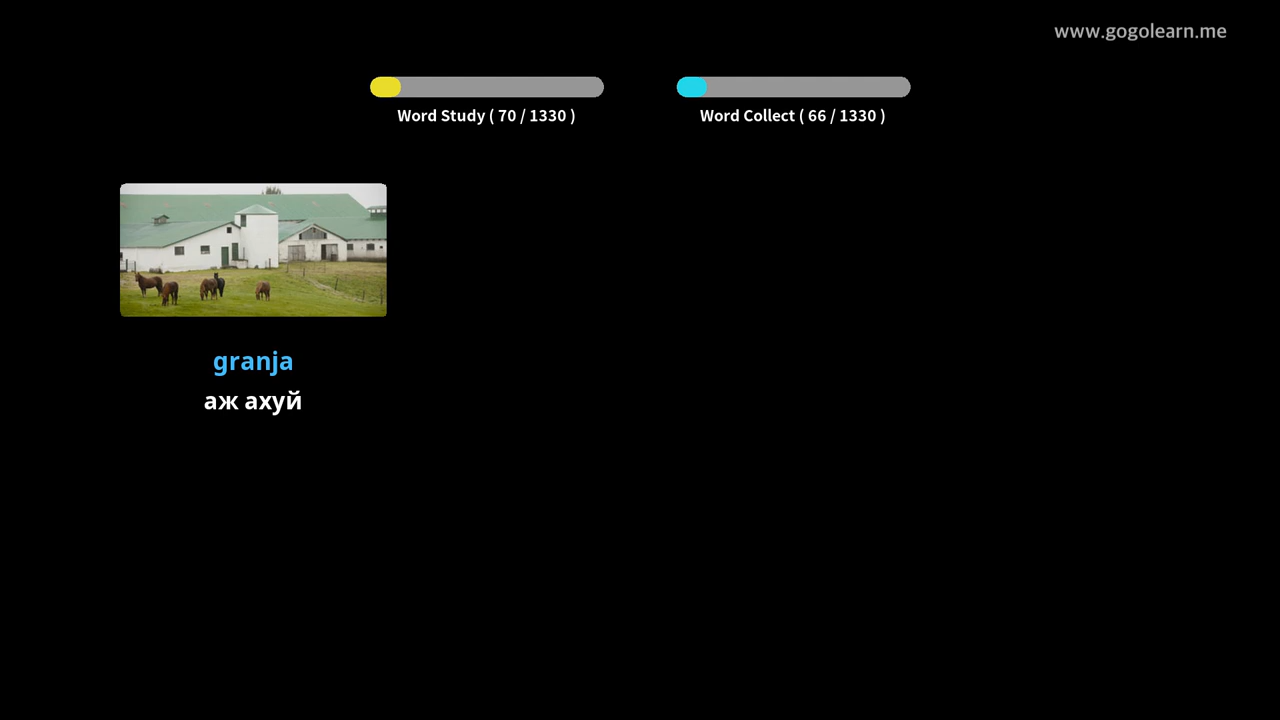 www.gogolearn.me
Word Study ( 70 / 1330 )
Word Collect ( 66 / 1330 )
granja
аж ахуй